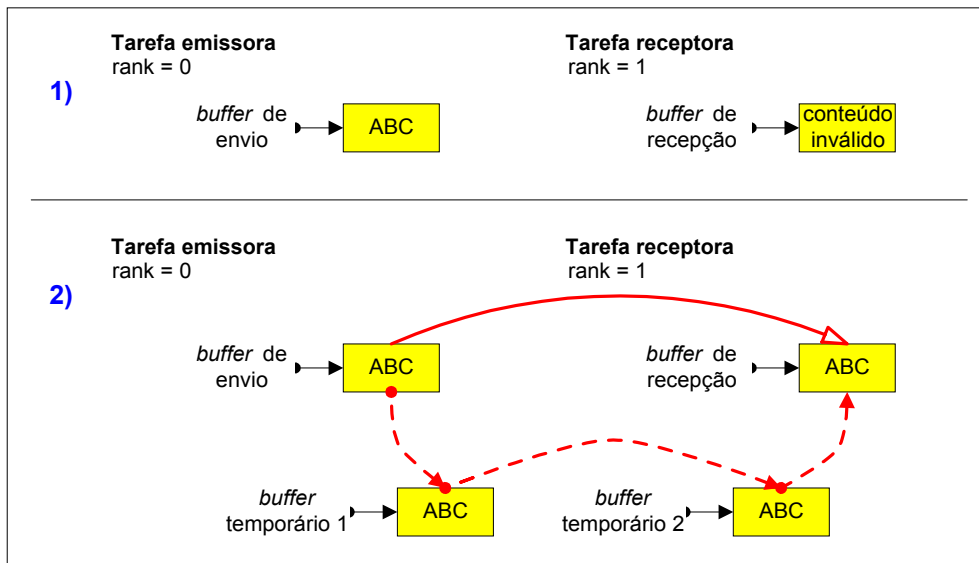 1)
Tarefa emissora
rank = 0
Tarefa receptora
rank = 1
buffer de
envio
ABC
buffer de
recepção
conteúdo
inválido
2)
Tarefa emissora
rank = 0
Tarefa receptora
rank = 1
buffer de
envio
ABC
buffer de
recepção
ABC
buffer
temporário 1
ABC
buffer
temporário 2
ABC